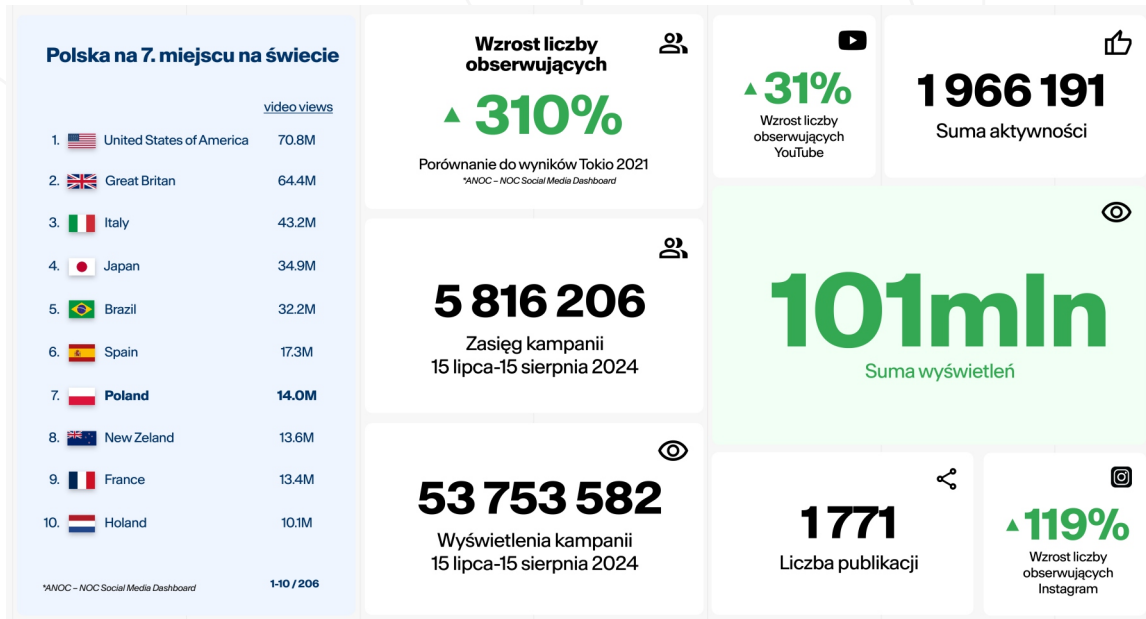 Polska na 7. miejscu na świecie
video views
1. United States of America 70.8M
2. Great Britan 64.4M
3. Italy 43.2M
4. Japan 34.9M
5. Brazil 32.2M
6. Spain 17.3M
7. Poland 14.0M
8. New Zeland 13.6M
9. France 13.4M
10. Holand 10.1M
*ANOC – NOC Social Media Dashboard 1-10 / 206
Wzrost liczby
obserwujących
310%
Porównanie do wyników Tokio 2021
*ANOC – NOC Social Media Dashboard
5 816 206
Zasięg kampanii
15 lipca-15 sierpnia 2024
53 753 582
Wyświetlenia kampanii
15 lipca-15 sierpnia 2024
31%
Wzrost liczby
obserwujących
YouTube
1 966 191
Suma aktywności
101mln
Suma wyświetleń
1 771
Liczba publikacji
119%
Wzrost liczby
obserwujących
Instagram